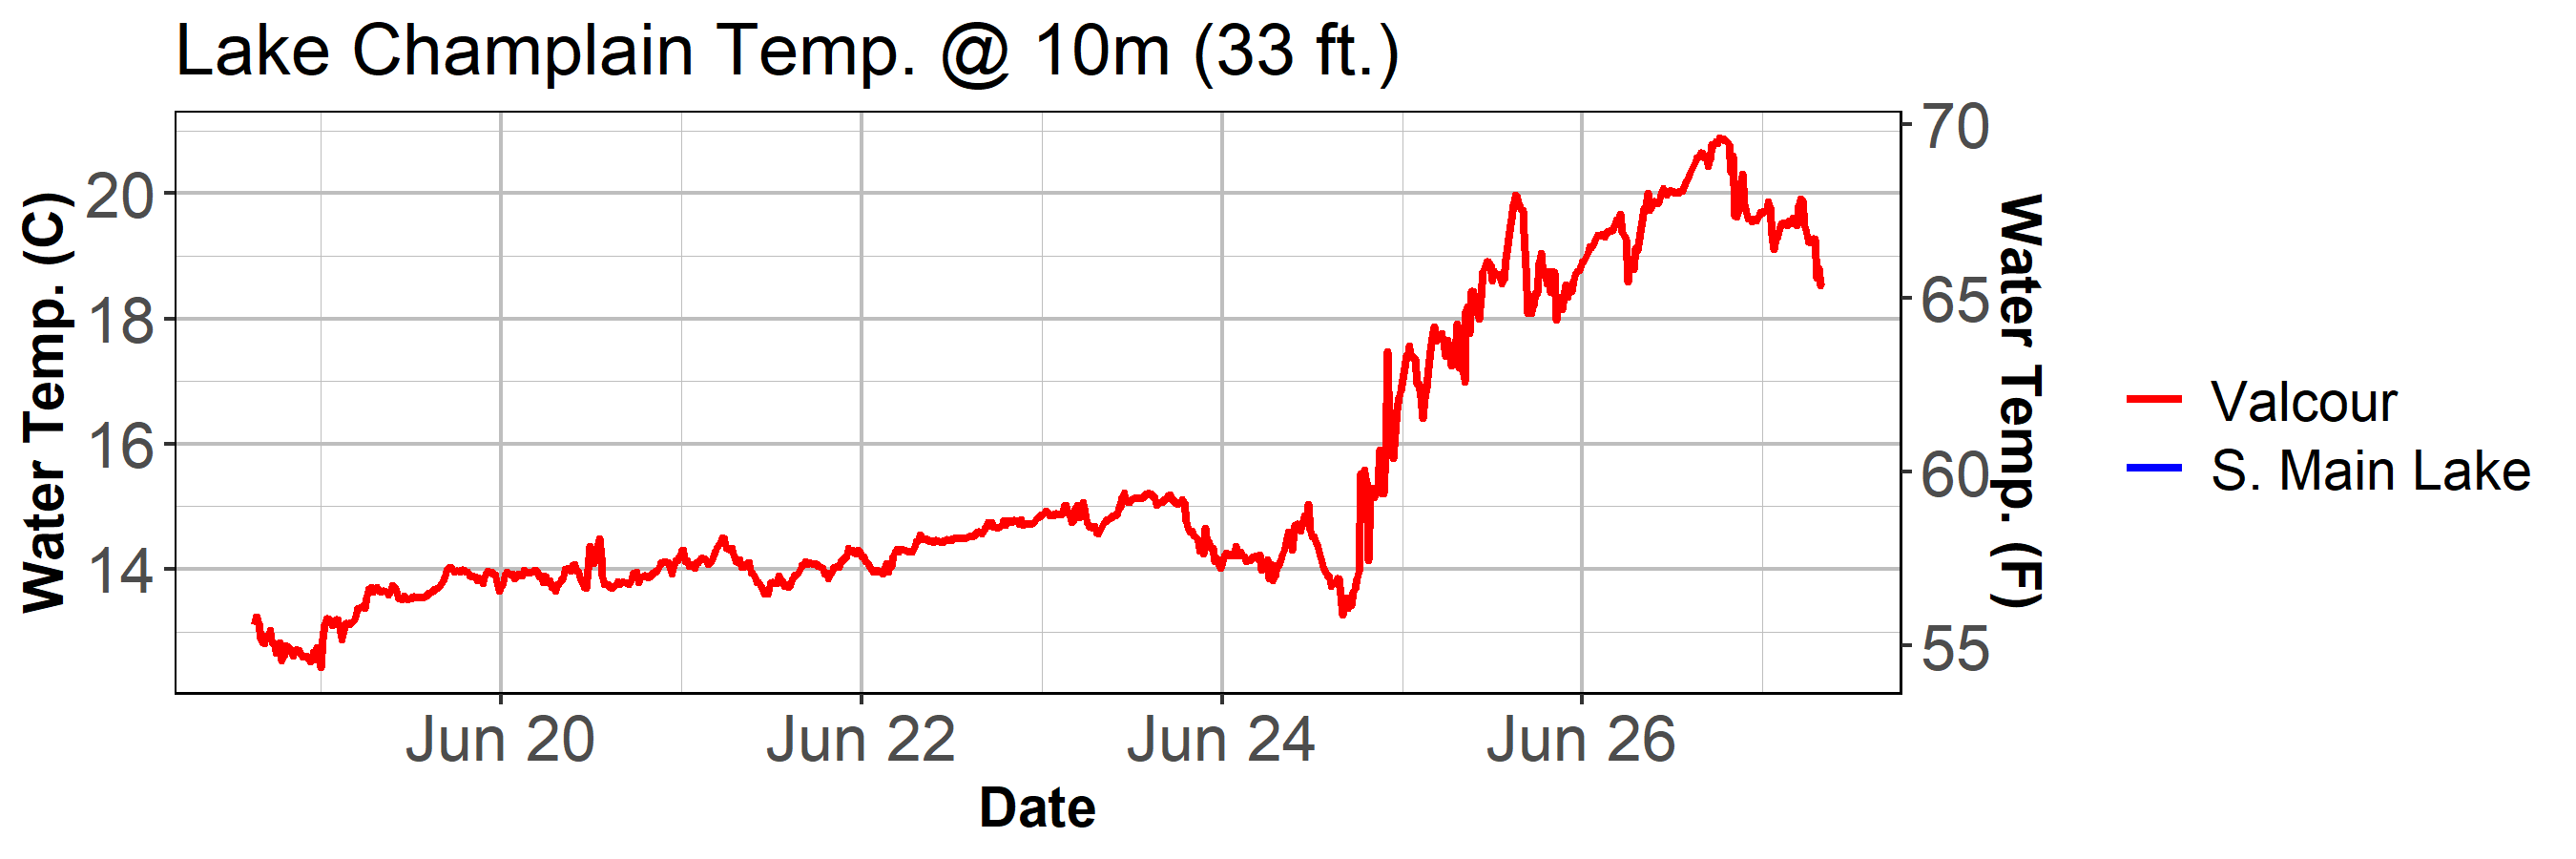 Lake Champlain Temp. @ 10m (33 ft.)
Water Temp. (C)
20
18
16
14
70
65
60
55
Water Temp. (F)
Jun 20
Jun 22
Jun 24
Jun 26
Date
Valcour
S. Main Lake